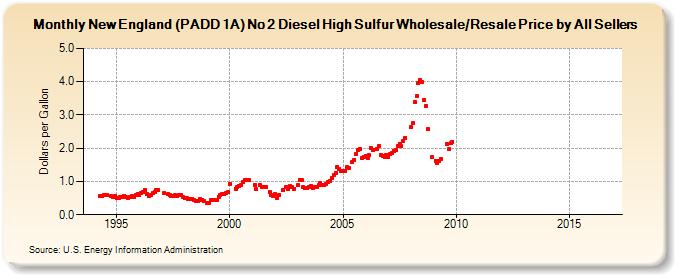 Monthly New England (PADD 1A) No 2 Diesel High Sulfur Wholesale/Resale Price by All Sellers
Dollars per Gallon
5.0
4.0
3.0
2.0
1.0
0.0
1995 2000 2005 2010 2015
Source: U.S. Energy Information Administration